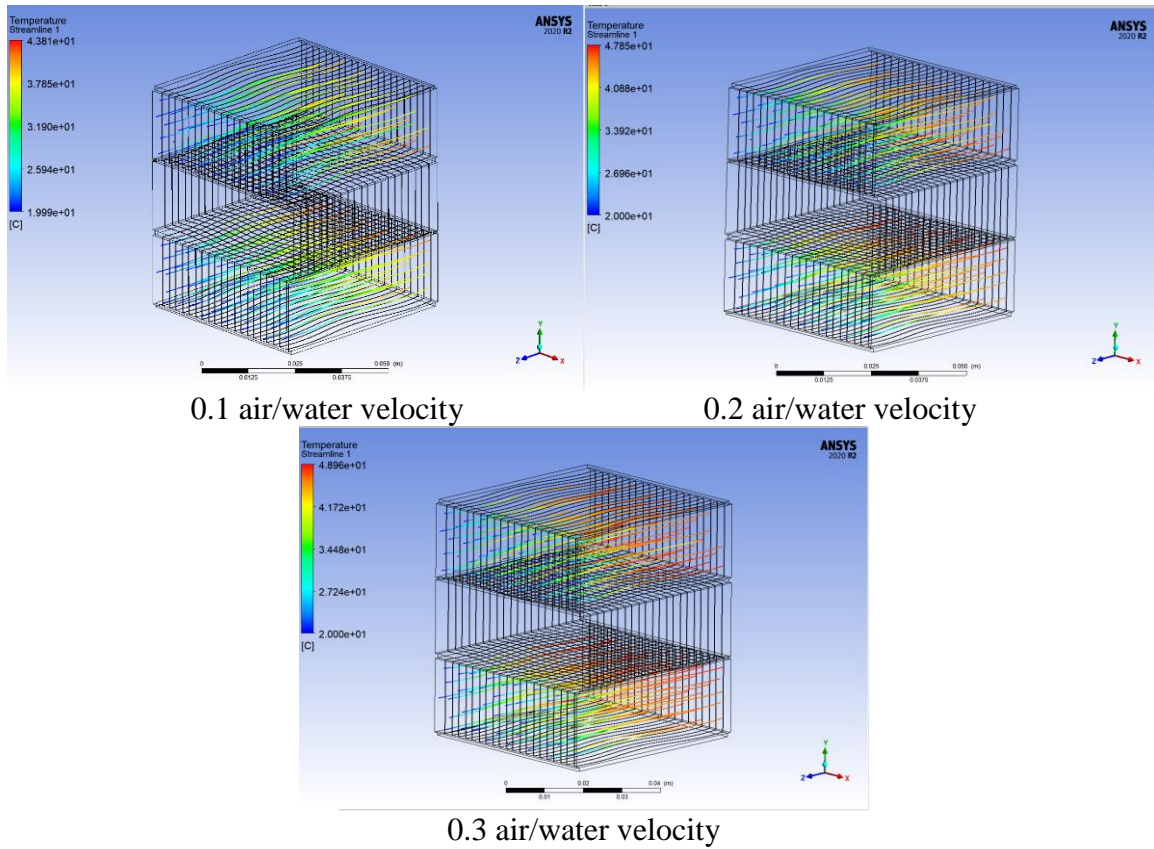 Temperature
Streamline 1
4.381e+01
3.785e+01
3.190e+01
2.594e+01
1.999e+01
[C]
ANSYS
2020 R2
Y
Z
X
0
0.025
0.050
(m)
0.0125
0.0375
Temperature
Streamline 1
4.785e+01
4.088e+01
3.392e+01
2.696e+01
2.000e+01
[C]
ANSYS
2020 R2
Y
Z
X
0
0.025
0.050
(m)
0.0125
0.0375
0.1 air/water velocity
0.2 air/water velocity
Temperature
Streamline 1
4.896e+01
4.172e+01
3.448e+01
2.724e+01
2.000e+01
[C]
ANSYS
2020 R2
Y
Z
X
0
0.02
0.04
(m)
0.01
0.03
0.3 air/water velocity